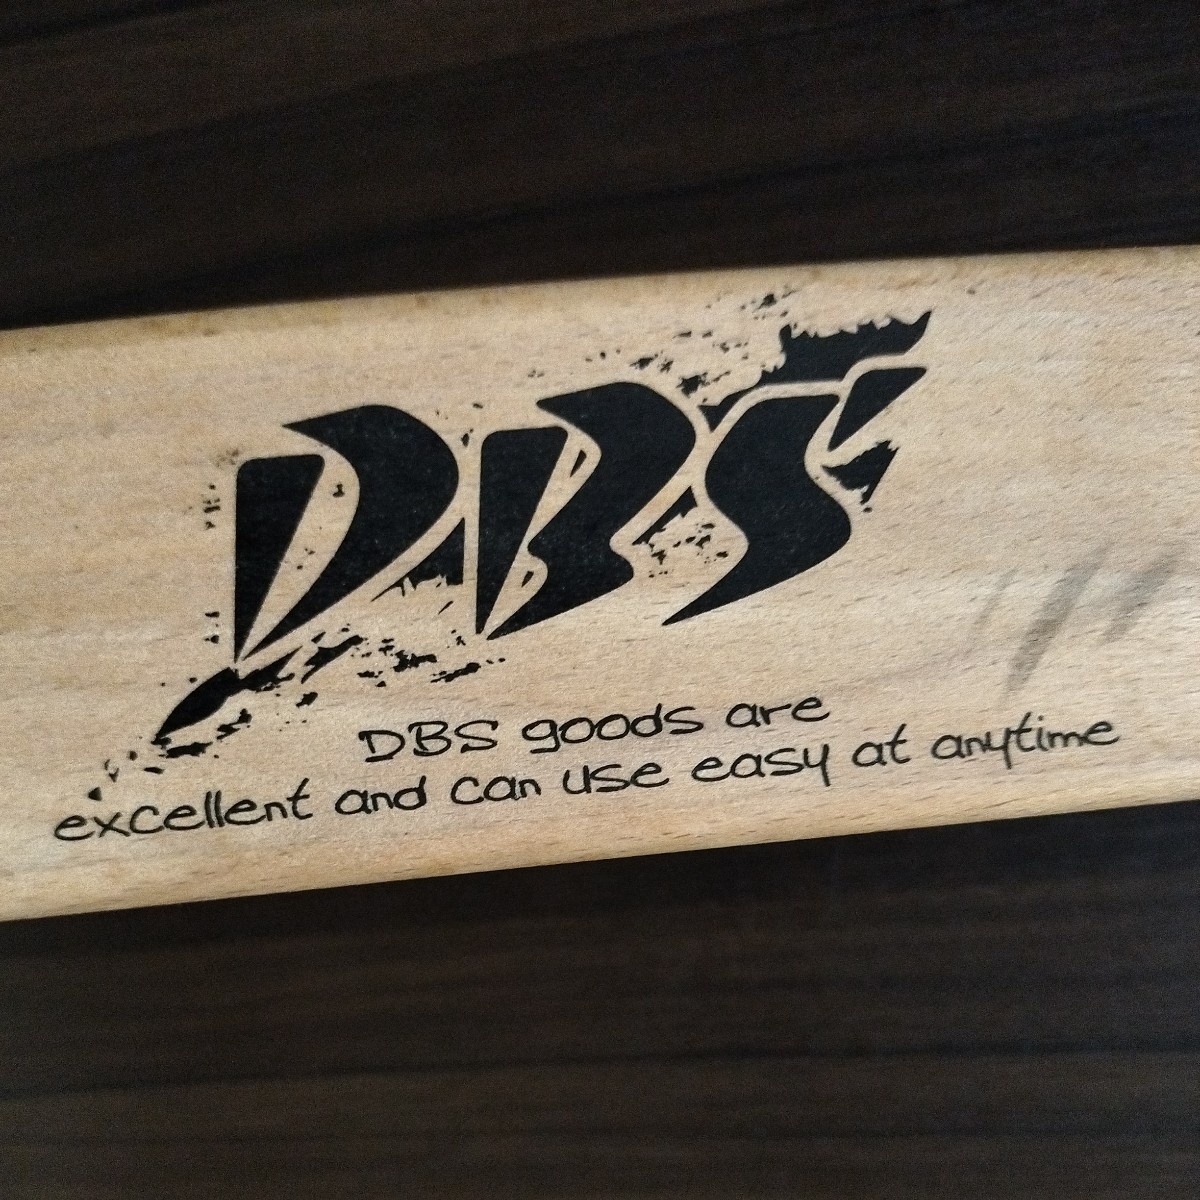 DBS
DBS goods are
excellent and can use easy at anytime